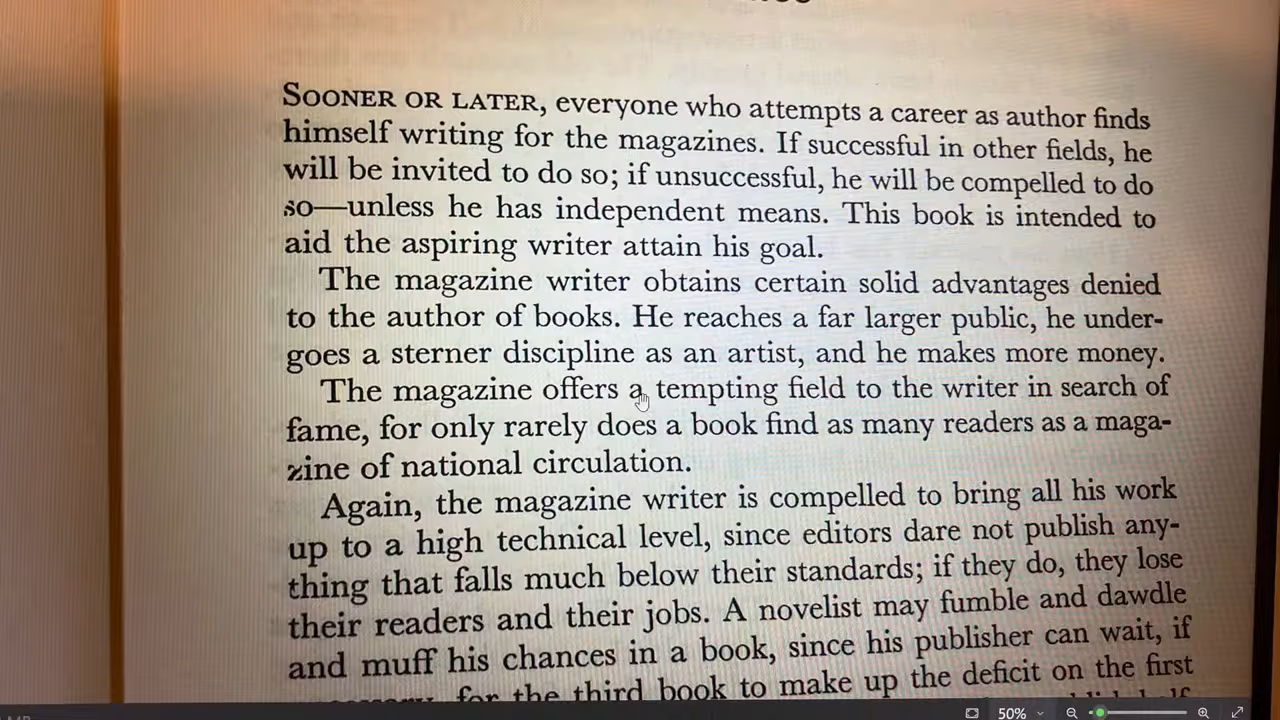 SOONER OR LATER, everyone who attempts a career as author finds
himself writing for the magazines. If successful in other fields, he
will be invited to do so; if unsuccessful, he will be compelled to do
so—unless he has independent means. This book is intended to
aid the aspiring writer attain his goal.
The magazine writer obtains certain solid advantages denied
to the author of books. He reaches a far larger public, he under-
goes a sterner discipline as an artist, and he makes more money.
The magazine offers a tempting field to the writer in search of
fame, for only rarely does a book find as many readers as a maga-
zine of national circulation.
Again, the magazine writer is compelled to bring all his work
up to a high technical level, since editors dare not publish any-
thing that falls much below their standards; if they do, they lose
their readers and their jobs. A novelist may fumble and dawdle
and muff his chances in a book, since his publisher can wait, if
for the third book to make up the deficit on the first
50%